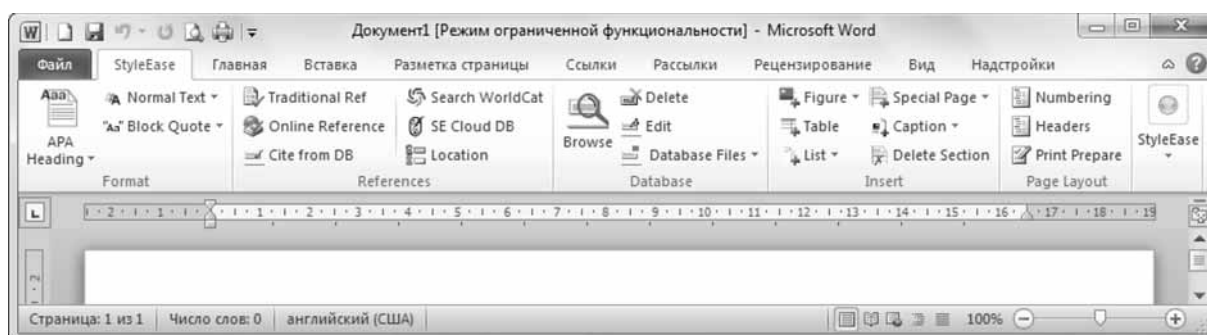 Документ1 [Режим ограниченной функциональности] - Microsoft Word
Файл StyleEase Главная Вставка Разметка страницы Ссылки Рассылки Рецензирование Вид Надстройки
Aaa Normal Text Traditional Ref Search WorldCat Delete Figure Special Page Numbering
"Aa" Block Quote Online Reference SE Cloud DB Browse Edit Table Caption Headers StyleEase
APA Heading Cite from DB Location Database Files List Delete Section Print Prepare
Format References Database Insert Page Layout
2 1 1 2 3 4 5 6 7 8 9 10 11 12 13 14 15 16 17 18 19
2
Страница: 1 из 1 Число слов: 0 английский (США) 100%